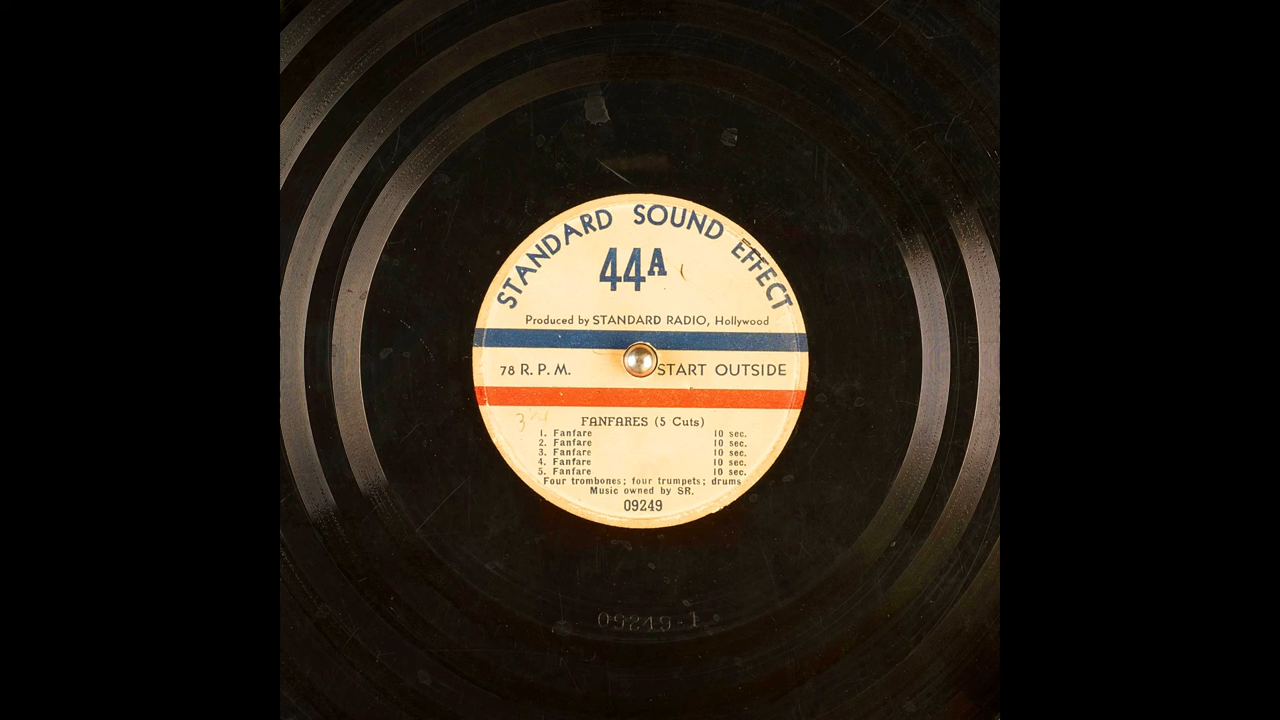 STANDARD SOUND EFFECT
44A
Produced by STANDARD RADIO, Hollywood
78 R. P. M. START OUTSIDE
FANFARES (5 Cuts)
1. Fanfare 10 sec.
2. Fanfare 10 sec.
3. Fanfare 10 sec.
4. Fanfare 10 sec.
5. Fanfare 10 sec.
Four trombones; four trumpets; drums
Music owned by SR.
09249
09249-1